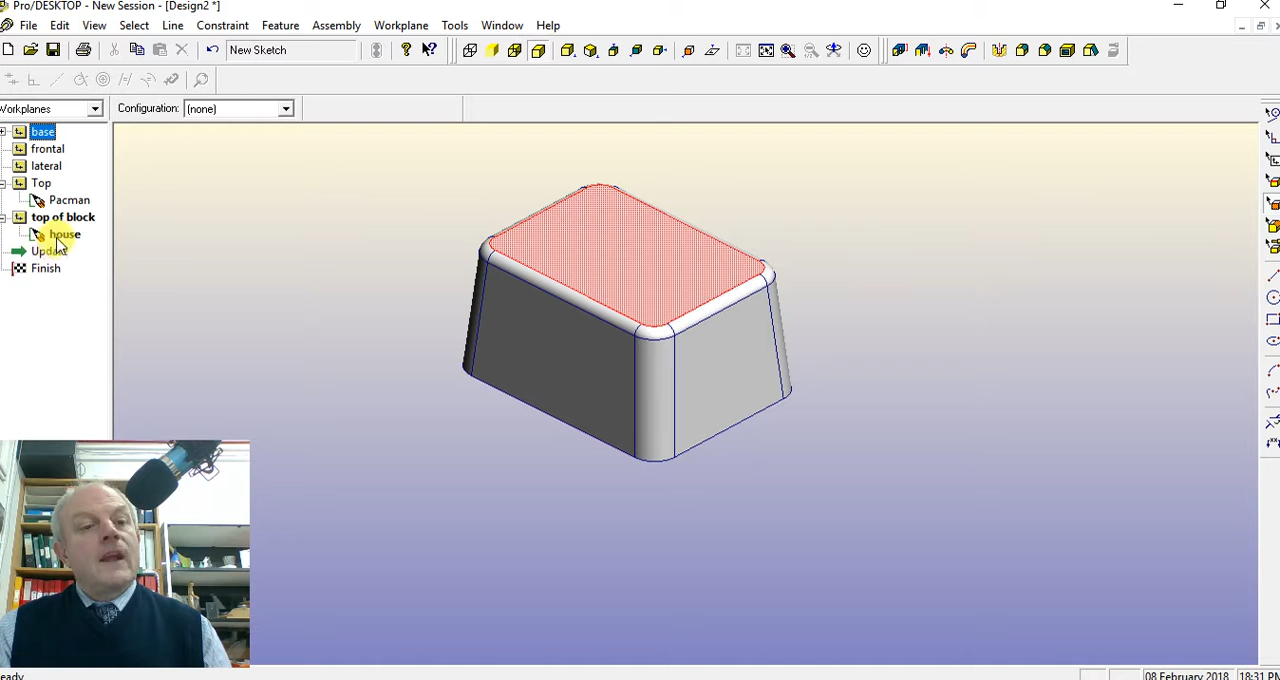 Pro/DESKTOP - New Session - [Design2 *]
File Edit View Select Line Constraint Feature Assembly Workplane Tools Window Help
New Sketch
Workplanes Configuration: (none)
base
frontal
lateral
Top
Pacman
top of block
house
Update
Finish
eady 08 February 2018 18:31 PM